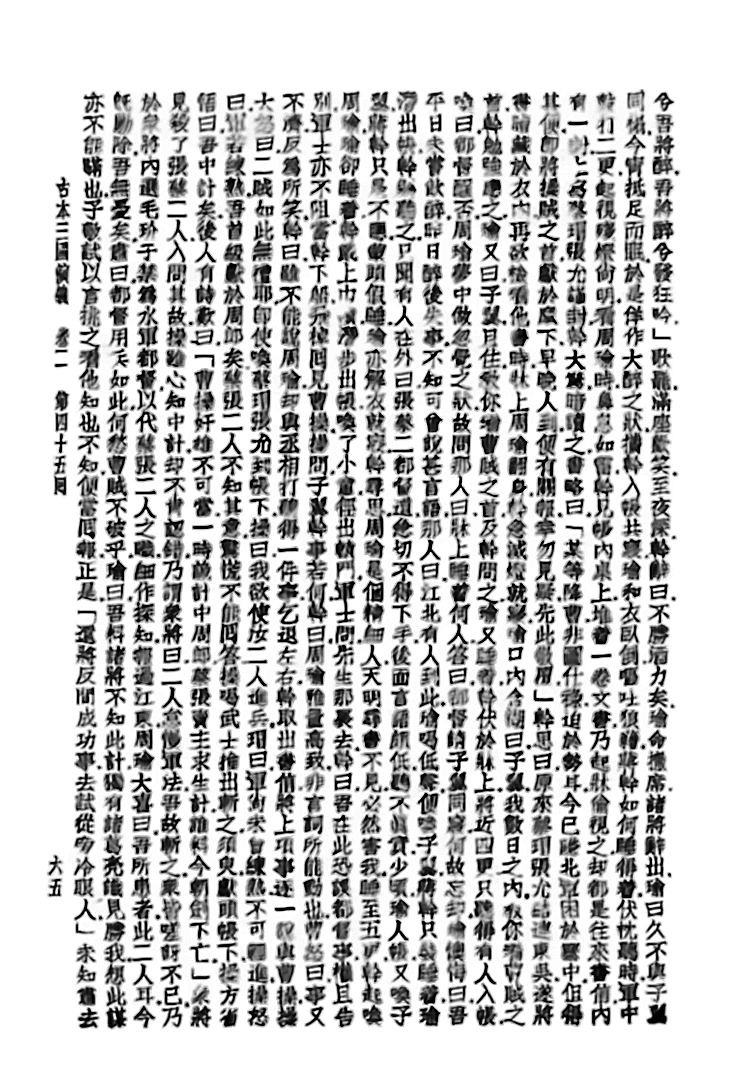 兮吾將醉吾將醉兮發狂吟」歌罷滿座歡笑至夜深幹辭曰不勝酒力矣瑜命撤席諸將辭出瑜曰久不與子翼
同榻今宵抵足而眠於是佯作大醉之狀攜幹入帳共寢瑜和衣臥倒嘔吐狼藉蔣幹如何睡得着伏枕聽時軍中
鼓打二更起視殘燈尚明看周瑜時鼻息如雷幹見帳內桌上堆着一卷文書乃起牀偷視之却都是往來書信內
有一封上寫蔡瑁張允謹封幹大驚暗讀之書略曰「某等降曹非圖仕祿迫於勢耳今已賺北軍困於寨中但得
其便即將操賊之首獻於麾下早晚人到便有關報幸勿見疑先此敬覆」幹思曰原來蔡瑁張允結連東吳遂將
書暗藏於衣內再欲檢看他書時牀上周瑜翻身幹急滅燈就寢瑜口內含糊曰子翼我數日之內教你看曹賊之
首幹勉強應之瑜又曰子翼且住教你看曹賊之首及幹問之瑜又睡着幹伏於牀上將近四更只聽得有人入帳
喚曰都督醒否周瑜夢中做忽覺之狀故問那人曰牀上睡着何人答曰都督請子翼同寢何故忘却瑜懊悔曰吾
平日未嘗飲醉昨日醉後失事不知可曾說甚言語那人曰江北有人到此瑜喝低聲便喚子翼蔣幹只裝睡着瑜
潛出帳幹竊聽之只聞有人在外曰張蔡二都督道急切不得下手後面言語頗低聽不真實少頃瑜入帳又喚子
翼蔣幹只是不應蒙頭假睡瑜亦解衣就寢幹尋思周瑜是個精細人天明尋書不見必然害我睡至五更幹起喚
周瑜瑜卻睡着幹戴上巾幘潛步出帳喚了小童徑出轅門軍士問先生那裏去幹曰吾在此恐誤都督事權且告
別軍士亦不阻當幹下船飛棹回見曹操操問子翼幹事若何幹曰周瑜雅量高致非言詞所能動也曹怒曰事又
不濟反爲所笑幹曰雖不能說周瑜却與丞相打聽得一件事乞退左右幹取出書信將上項事逐一說與曹操操
大怒曰二賊如此無禮耶即便喚蔡瑁張允到帳下操曰我欲使汝二人進兵瑁曰軍尚未曾練熟不可輕進操怒
曰軍若練熟吾首級獻於周郎矣蔡張二人不知其意驚慌不能回答操喝武士推出斬之須臾獻頭帳下操方省
悟曰吾中計矣後人有詩歎曰「曹操奸雄不可當一時詭計中周郎蔡張賣主求生計誰料今朝劍下亡」衆將
見殺了張蔡二人入問其故操雖心知中計却不肯認錯乃謂衆將曰二人怠慢軍法吾故斬之衆皆嗟訝不已乃
於衆將內選毛玠于禁爲水軍都督以代蔡張二人之職細作探知報過江東周瑜大喜曰吾所患者此二人耳今
既勦除吾無憂矣肅曰都督用兵如此何愁曹賊不破乎瑜曰吾料諸將不知此計獨有諸葛亮識見勝我想此謀
亦不能瞞也子敬試以言挑之看他知也不知便當回報正是「還將反間成功事去試從旁冷眼人」未知肅去
古本三國演義　卷二　第四十五回
六五